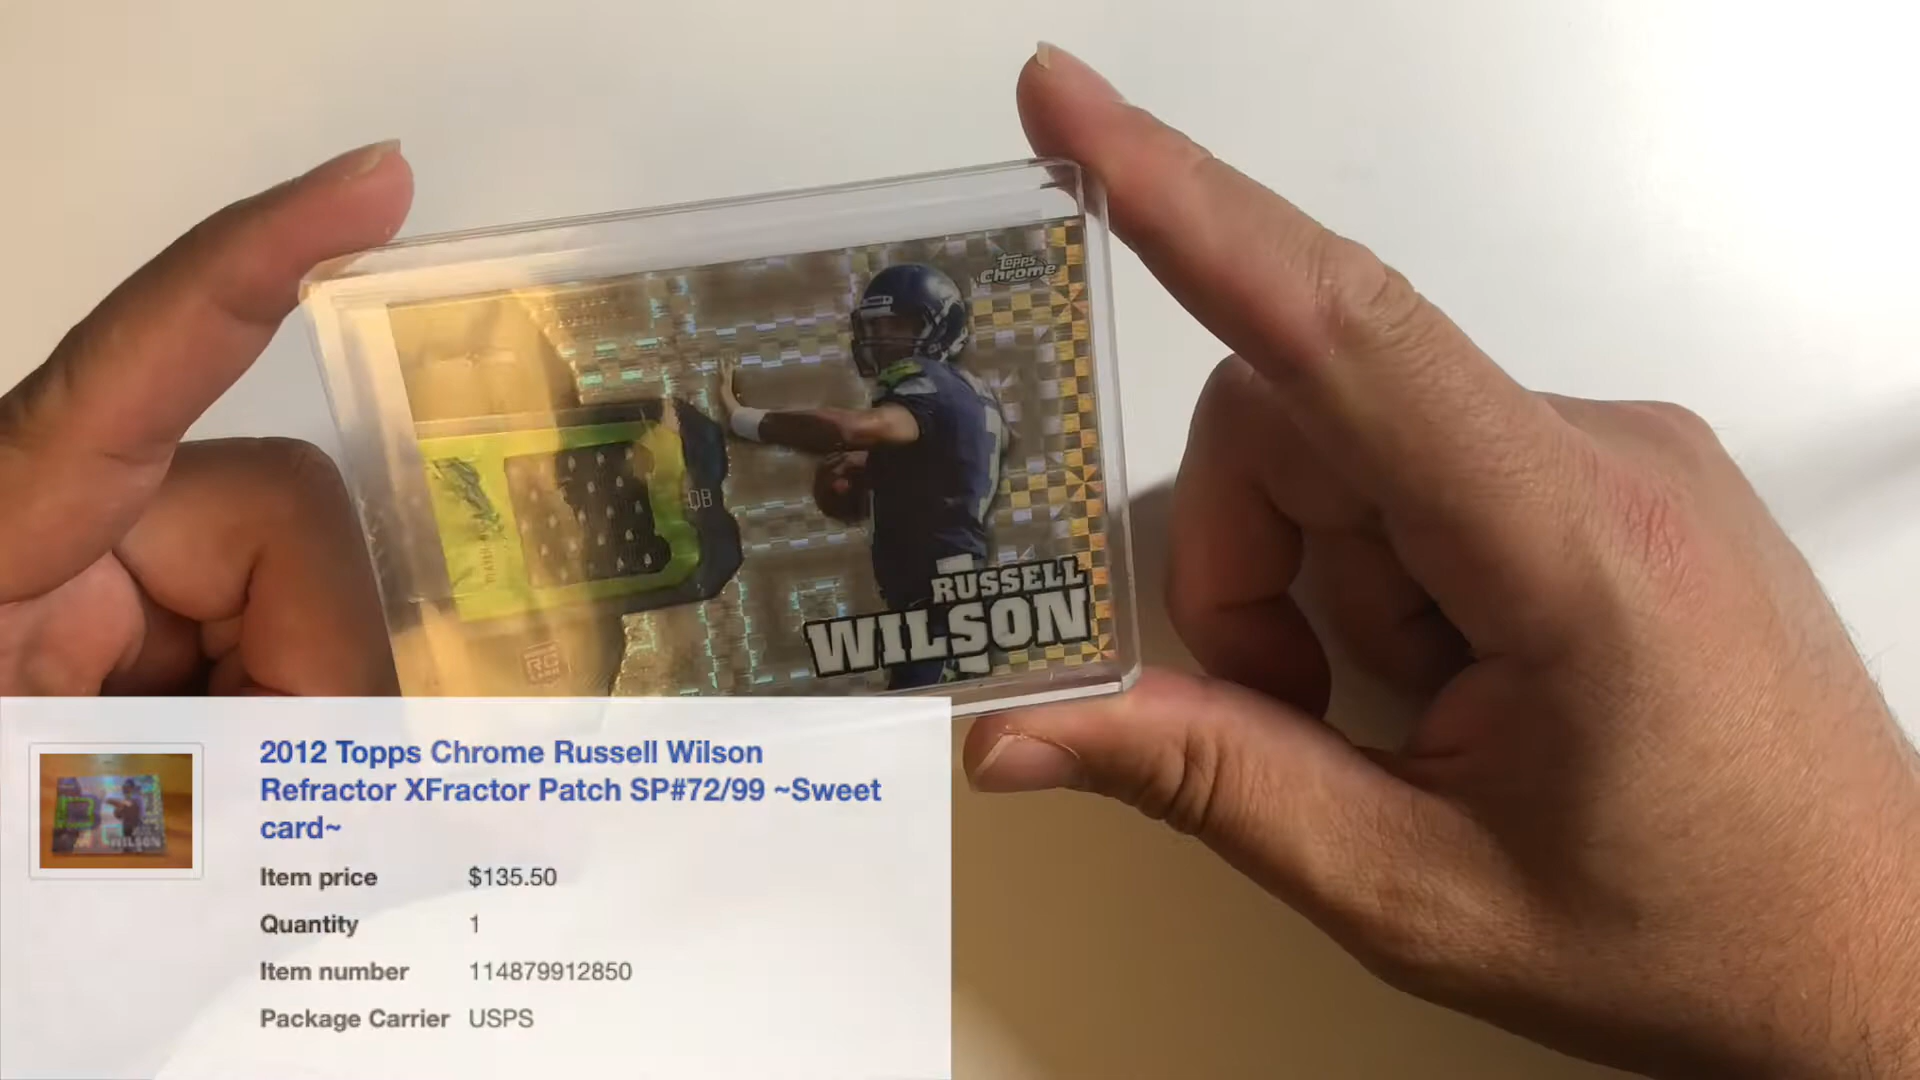 Topps
Chrome
QB
RC
RUSSELL
WILSON
2012 Topps Chrome Russell Wilson
Refractor XFractor Patch SP#72/99 ~Sweet
card~
Item price $135.50
Quantity 1
Item number 114879912850
Package Carrier USPS
WILSON